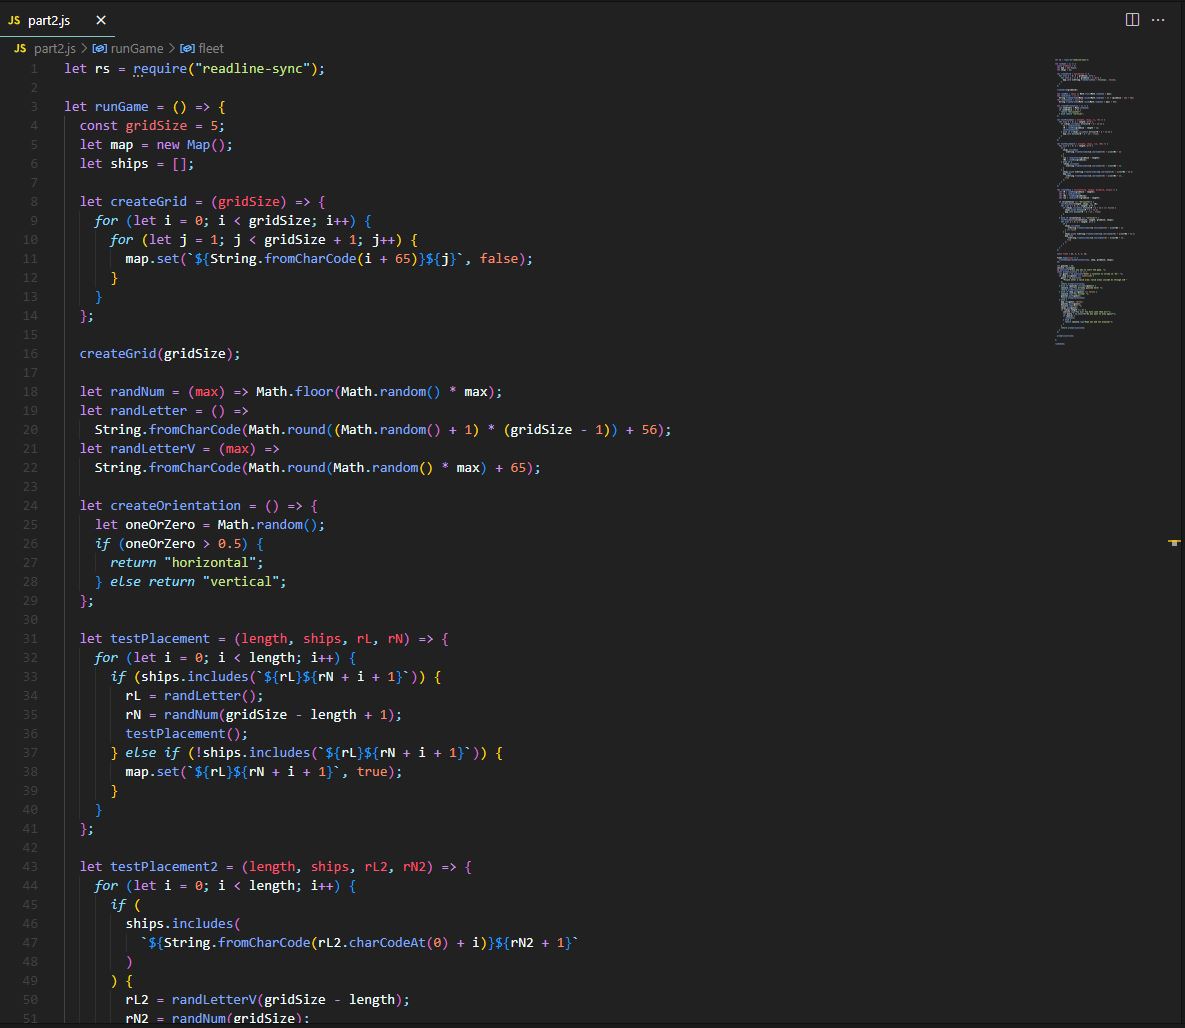 JS part2.js ×
JS part2.js > runGame > fleet
1 let rs = require("readline-sync");
2
3 let runGame = () => {
4   const gridSize = 5;
5   let map = new Map();
6   let ships = [];
7
8   let createGrid = (gridSize) => {
9     for (let i = 0; i < gridSize; i++) {
10       for (let j = 1; j < gridSize + 1; j++) {
11         map.set(`${String.fromCharCode(i + 65)}${j}`, false);
12       }
13     }
14   };
15
16   createGrid(gridSize);
17
18   let randNum = (max) => Math.floor(Math.random() * max);
19   let randLetter = () =>
20     String.fromCharCode(Math.round((Math.random() + 1) * (gridSize - 1)) + 56);
21   let randLetterV = (max) =>
22     String.fromCharCode(Math.round(Math.random() * max) + 65);
23
24   let createOrientation = () => {
25     let oneOrZero = Math.random();
26     if (oneOrZero > 0.5) {
27       return "horizontal";
28     } else return "vertical";
29   };
30
31   let testPlacement = (length, ships, rL, rN) => {
32     for (let i = 0; i < length; i++) {
33       if (ships.includes(`${rL}${rN + i + 1}`)) {
34         rL = randLetter();
35         rN = randNum(gridSize - length + 1);
36         testPlacement();
37       } else if (!ships.includes(`${rL}${rN + i + 1}`)) {
38         map.set(`${rL}${rN + i + 1}`, true);
39       }
40     }
41   };
42
43   let testPlacement2 = (length, ships, rL2, rN2) => {
44     for (let i = 0; i < length; i++) {
45       if (
46         ships.includes(
47           `${String.fromCharCode(rL2.charCodeAt(0) + i)}${rN2 + 1}`
48         )
49       ) {
50         rL2 = randLetterV(gridSize - length);
51         rN2 = randNum(gridSize);